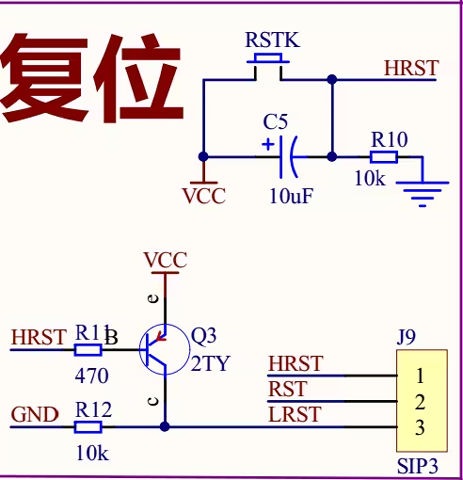 复位
RSTK
HRST
C5
+
R10
10k
VCC
10uF
VCC
e
HRST
R11
B
Q3
2TY
470
c
GND
R12
10k
J9
HRST
1
RST
2
LRST
3
SIP3